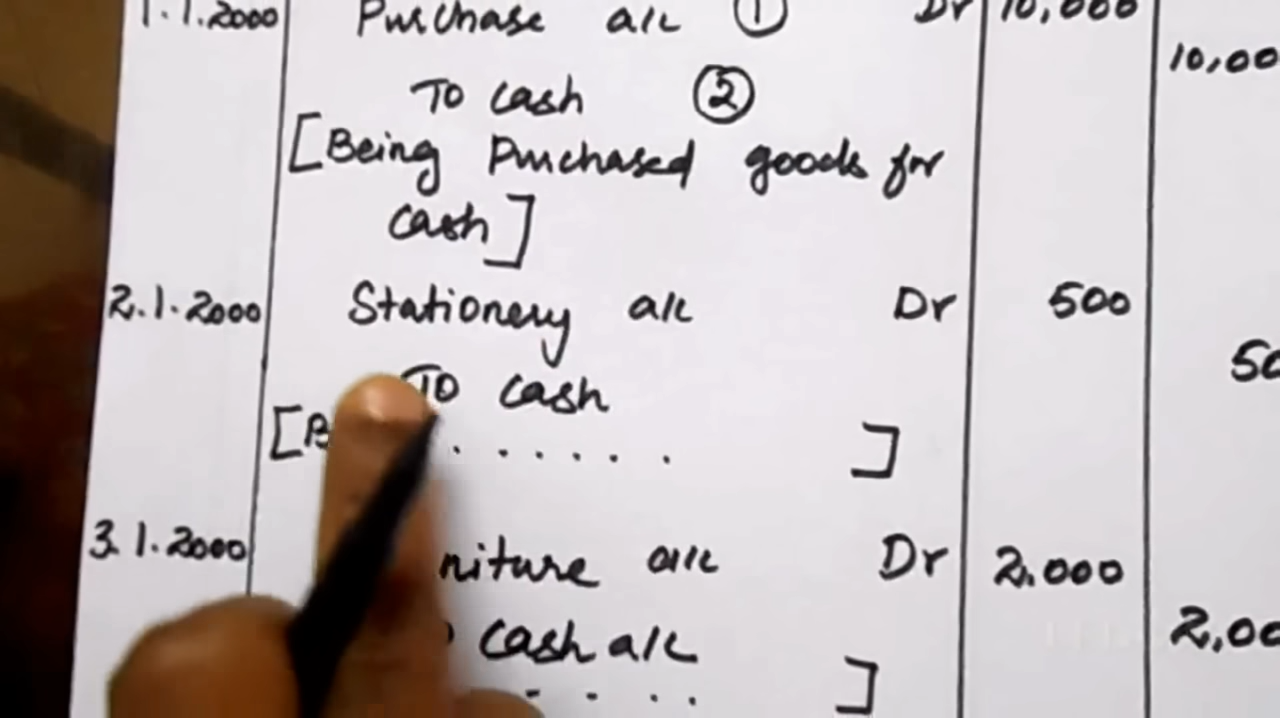 1.1.2000 Purchase a/c ① Dr 10,000
10,00
To cash ②
[Being Purchased goods for
cash]
2.1.2000 Stationery a/c Dr 500
50
To cash
[B . . . . . . ]
3.1.2000 niture a/c Dr 2,000
2,00
cash a/c
- . . . ]